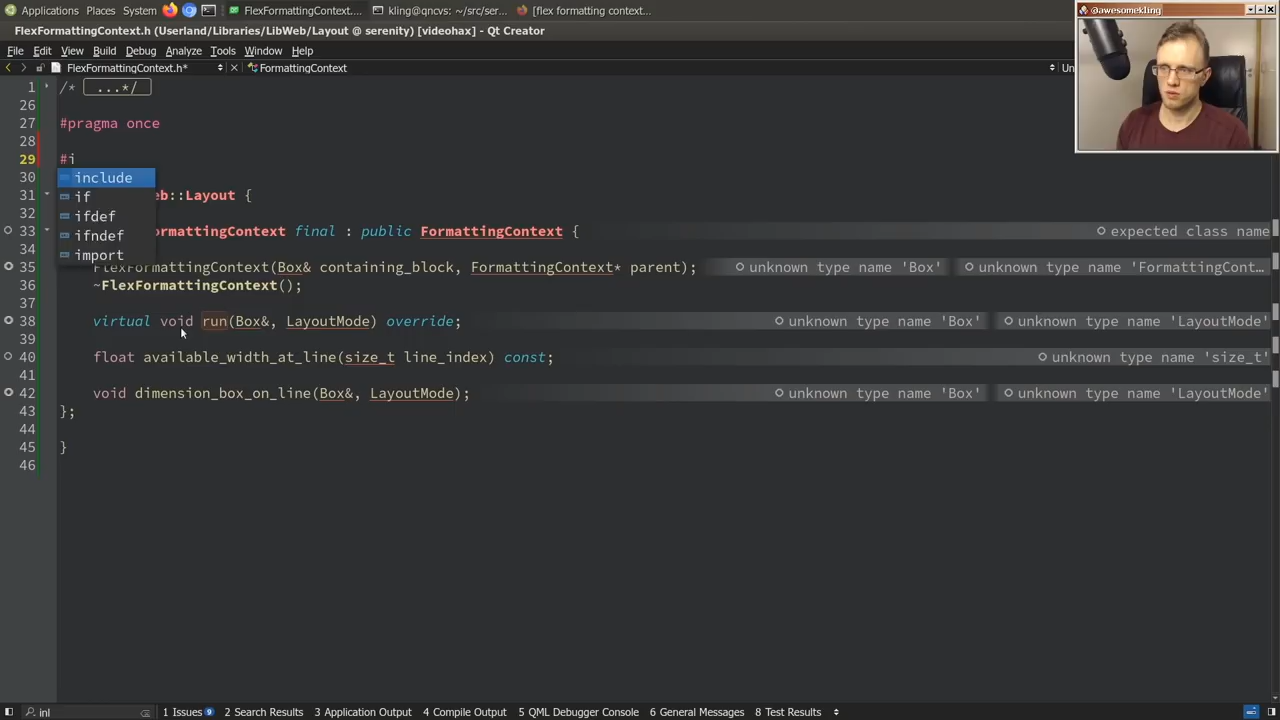 Applications Places System FlexFormattingContext.... kling@qncvs: ~/src/ser... [flex formatting context...
@awesomekling
FlexFormattingContext.h (Userland/Libraries/LibWeb/Layout @ serenity) [videohax] - Qt Creator
File Edit View Build Debug Analyze Tools Window Help
FlexFormattingContext.h* FormattingContext Un
1 /* ...*/
26
27 #pragma once
28
29 #i
include
30
if
31 eb::Layout {
ifdef
32
33 ormattingContext final : public FormattingContext { expected class name
ifndef
34
import
35 FlexFormattingContext(Box& containing_block, FormattingContext* parent); unknown type name 'Box' unknown type name 'FormattingCont...
36 ~FlexFormattingContext();
37
38 virtual void run(Box&, LayoutMode) override; unknown type name 'Box' unknown type name 'LayoutMode'
39
40 float available_width_at_line(size_t line_index) const; unknown type name 'size_t'
41
42 void dimension_box_on_line(Box&, LayoutMode); unknown type name 'Box' unknown type name 'LayoutMode'
43 };
44
45 }
46
inl 1 Issues 9 2 Search Results 3 Application Output 4 Compile Output 5 QML Debugger Console 6 General Messages 8 Test Results